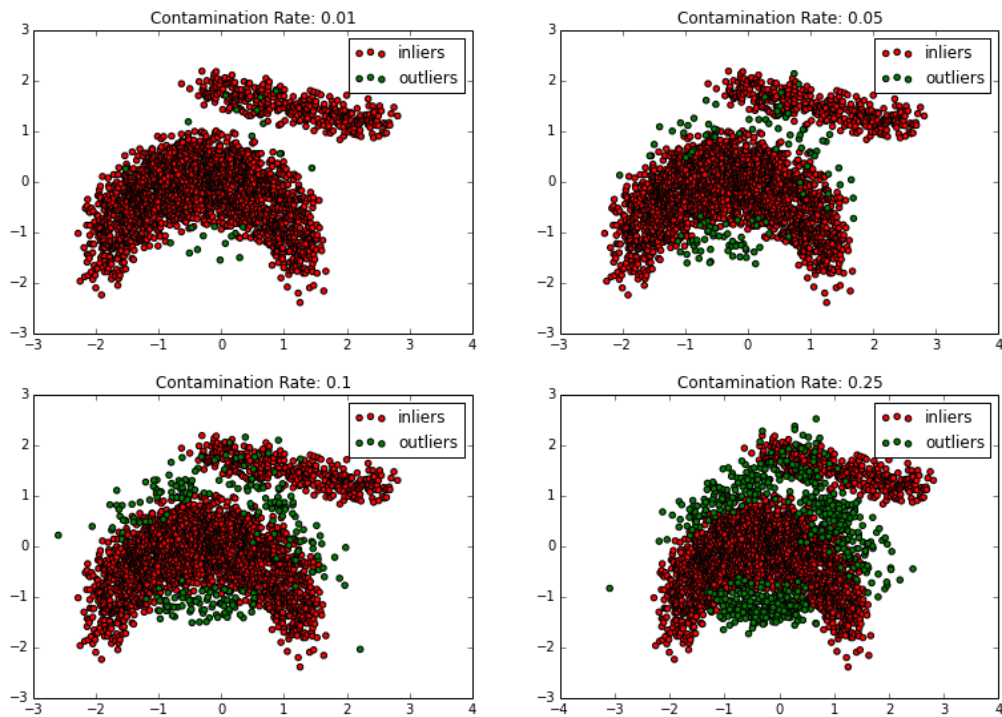 Contamination Rate: 0.01
3
2
1
0
−1
−2
−3
−3 −2 −1 0 1 2 3 4
inliers
outliers
Contamination Rate: 0.05
3
2
1
0
−1
−2
−3
−3 −2 −1 0 1 2 3 4
inliers
outliers
Contamination Rate: 0.1
3
2
1
0
−1
−2
−3
−3 −2 −1 0 1 2 3 4
inliers
outliers
Contamination Rate: 0.25
3
2
1
0
−1
−2
−3
−4 −3 −2 −1 0 1 2 3 4
inliers
outliers